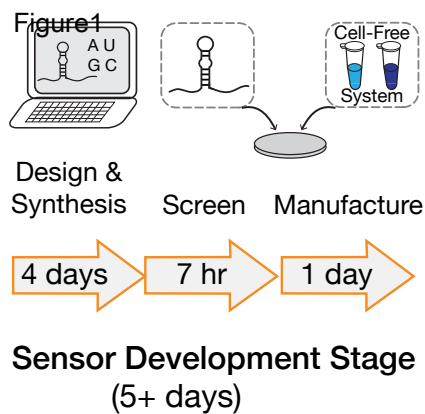 Figure1
A U
G C
Cell-Free
System
Design &
Synthesis
Screen
Manufacture
4 days
7 hr
1 day
Sensor Development Stage
(5+ days)